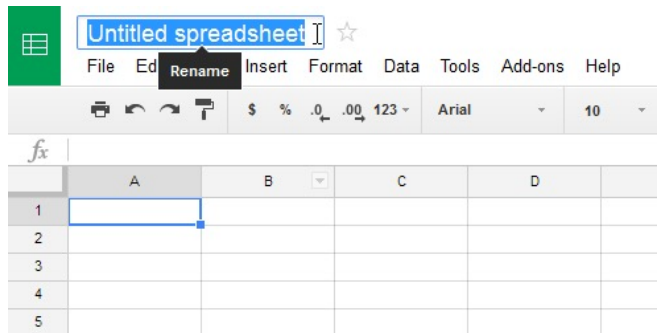 Untitled spreadsheet
File Ed Rename Insert Format Data Tools Add-ons Help
$ % .0 .00 123 Arial 10
fx
A B C D
1
2
3
4
5